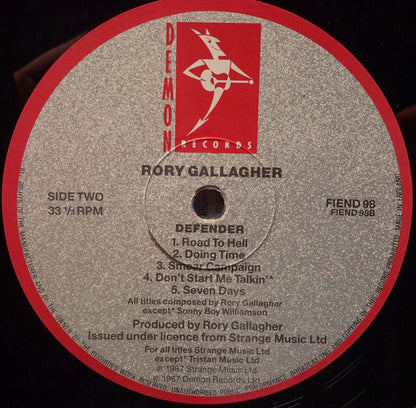 DEMON
RECORDS
RORY GALLAGHER
SIDE TWO
33 1/3 RPM
FIEND 98
FIEND 98B
DEFENDER
1. Road To Hell
2. Doing Time
3. Smear Campaign
4. Don't Start Me Talkin'*
5. Seven Days
All titles composed by Rory Gallagher
except* Sonny Boy Williamson
Produced by Rory Gallagher
Issued under licence from Strange Music Ltd
For all titles Strange Music Ltd
except* Tristan Music Ltd
℗ 1987 Strange Music Ltd
© 1987 Demon Records Ltd